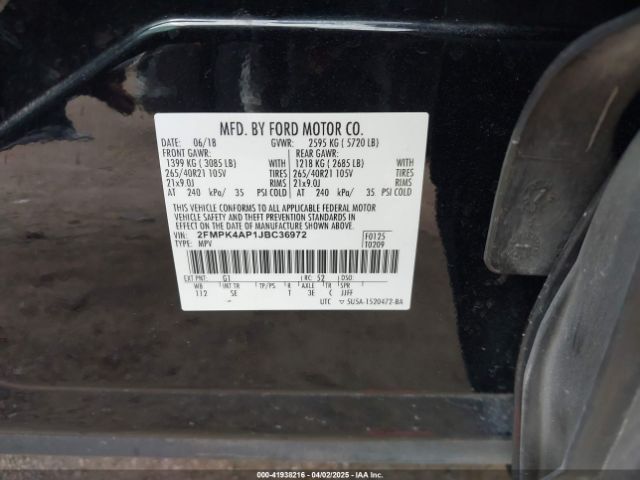 MFD. BY FORD MOTOR CO.
DATE: 06/18 GVWR: 2595 KG ( 5720 LB)
FRONT GAWR: REAR GAWR:
1399 KG ( 3085 LB) WITH 1218 KG ( 2685 LB) WITH
265/40R21 105V TIRES 265/40R21 105V TIRES
21x9.0J RIMS 21x9.0J RIMS
AT 240 kPa/ 35 PSI COLD AT 240 kPa/ 35 PSI COLD
THIS VEHICLE CONFORMS TO ALL APPLICABLE FEDERAL MOTOR
VEHICLE SAFETY AND THEFT PREVENTION STANDARDS IN
EFFECT ON THE DATE OF MANUFACTURE SHOWN ABOVE.
VIN: 2FMPK4AP1JBC36972 F0125
TYPE: MPV T0209
EXT PNT: G1 RC: 52 DSO:
WB INT TR TP/PS R AXLE TR SPR
112 SE T 3E C JJFF
UTC ▽ 5U5A-1520472-BA
000-41938216 - 04/02/2025 - IAAI.COM